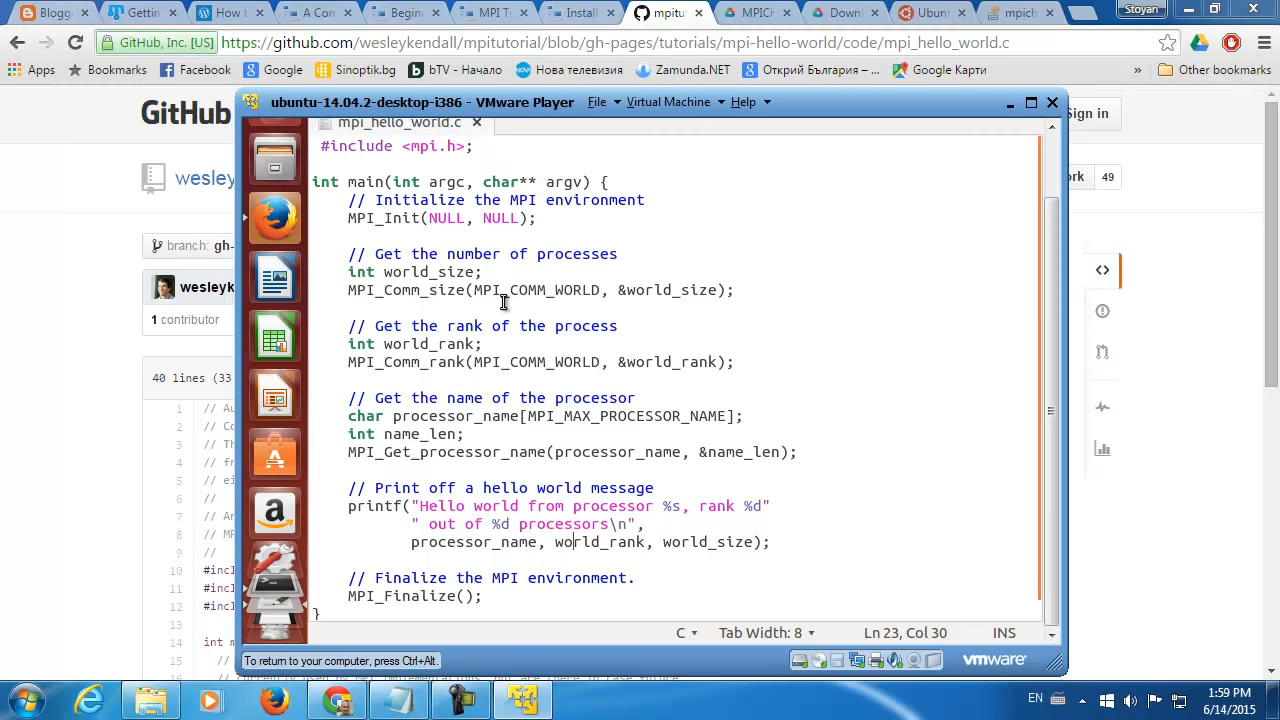 Blogg
Gettin
How t
A Com
Begin
MPI T
Install
mpitu
MPICH
Down
Ubun
mpich
Stoyan
GitHub, Inc. [US]
https://github.com/wesleykendall/mpitutorial/blob/gh-pages/tutorials/mpi-hello-world/code/mpi_hello_world.c
Apps Bookmarks Facebook Google Sinoptik.bg bTV - Начало Нова телевизия Zamunda.NET Открий България – ... Google Карти » Other bookmarks
GitHub
Sign in
wesley
ork 49
branch: gh-
wesleyk
1 contributor
40 lines (33
ubuntu-14.04.2-desktop-i386 - VMware Player File Virtual Machine Help
mpi_hello_world.c
#include <mpi.h>;
int main(int argc, char** argv) {
// Initialize the MPI environment
MPI_Init(NULL, NULL);
// Get the number of processes
int world_size;
MPI_Comm_size(MPI_COMM_WORLD, &world_size);
// Get the rank of the process
int world_rank;
MPI_Comm_rank(MPI_COMM_WORLD, &world_rank);
// Get the name of the processor
char processor_name[MPI_MAX_PROCESSOR_NAME];
int name_len;
MPI_Get_processor_name(processor_name, &name_len);
// Print off a hello world message
printf("Hello world from processor %s, rank %d"
" out of %d processors\n",
processor_name, world_rank, world_size);
// Finalize the MPI environment.
MPI_Finalize();
}
C Tab Width: 8 Ln 23, Col 30 INS
To return to your computer, press Ctrl+Alt.
vmware
1 // Au
2 // Co
3 // Th
4 // fr
5 // ei
6 //
7 // An
8 // MP
9 //
10 #incl
11 #incl
12 #incl
13
14 int m
15 //
EN
1:59 PM
6/14/2015